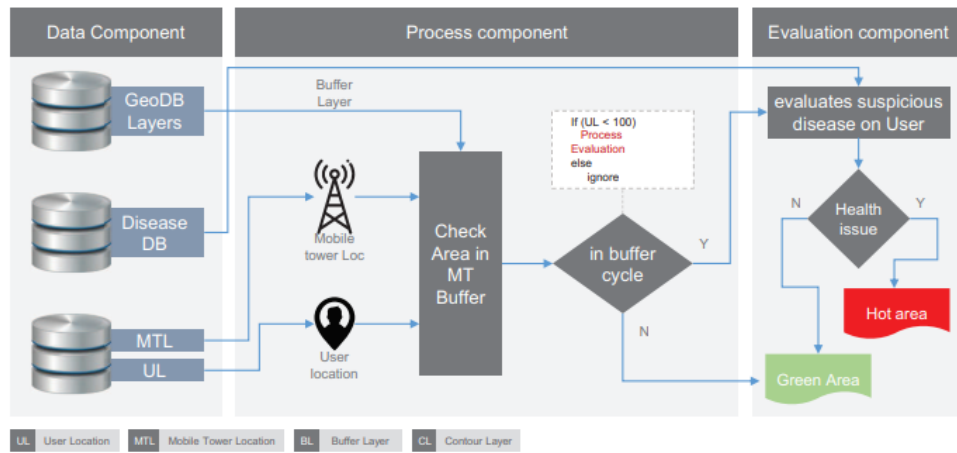 Data Component
Process component
Evaluation component
GeoDB
Layers
Disease
DB
MTL
UL
Buffer
Layer
Mobile
tower Loc
User
location
Check
Area in
MT
Buffer
If (UL < 100)
Process
Evaluation
else
ignore
in buffer
cycle
Y
N
evaluates suspicious
disease on User
N
Y
Health
issue
Hot area
Green Area
UL User Location MTL Mobile Tower Location BL Buffer Layer CL Contour Layer